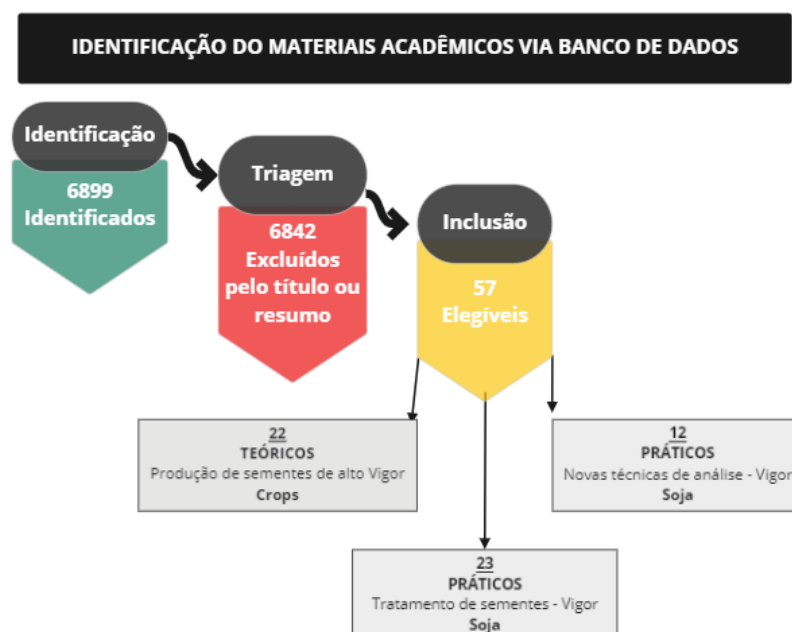 IDENTIFICAÇÃO DO MATERIAIS ACADÊMICOS VIA BANCO DE DADOS
Identificação
6899
Identificados
Triagem
6842
Excluídos
pelo título ou
resumo
Inclusão
57
Elegíveis
22
TEÓRICOS
Produção de sementes de alto Vigor
Crops
12
PRÁTICOS
Novas técnicas de análise - Vigor
Soja
23
PRÁTICOS
Tratamento de sementes - Vigor
Soja